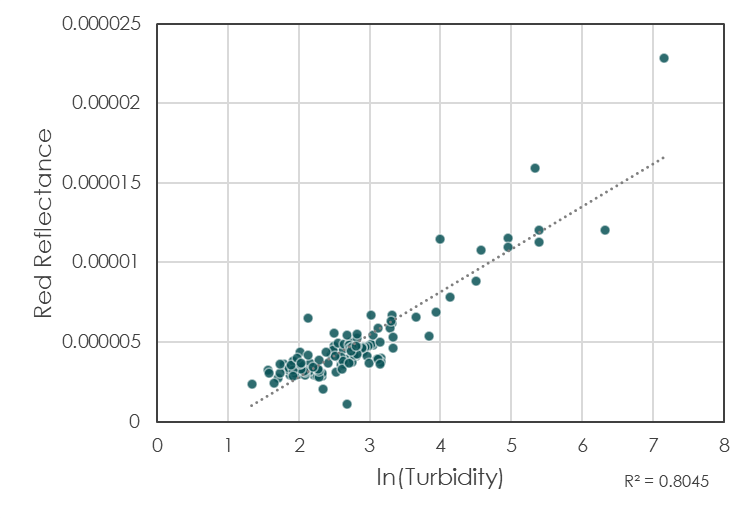 0.000025
0.00002
0.000015
0.00001
0.000005
0
Red Reflectance
0 1 2 3 4 5 6 7 8
ln(Turbidity)
R² = 0.8045